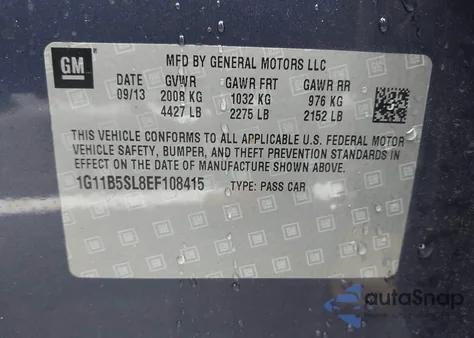 GM
MFD BY GENERAL MOTORS LLC
DATE GVWR GAWR FRT GAWR RR
09/13 2008 KG 1032 KG 976 KG
4427 LB 2275 LB 2152 LB
THIS VEHICLE CONFORMS TO ALL APPLICABLE U.S. FEDERAL MOTOR
VEHICLE SAFETY, BUMPER, AND THEFT PREVENTION STANDARDS
IN EFFECT ON THE DATE OF MANUFACTURE SHOWN ABOVE.
1G11B5SL8EF108415 TYPE: PASS CAR
autoSnap